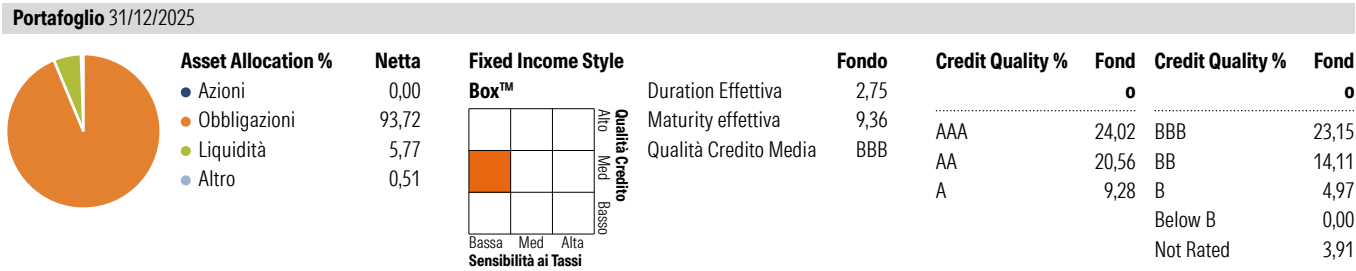 Portafoglio 31/12/2025
Asset Allocation % Netta
Azioni 0,00
Obbligazioni 93,72
Liquidità 5,77
Altro 0,51
Fixed Income Style
Box™
Alto
Med
Basso
Qualità Credito
Bassa Med Alta
Sensibilità ai Tassi
Fondo
Duration Effettiva 2,75
Maturity effettiva 9,36
Qualità Credito Media BBB
Credit Quality % Fond
o
AAA 24,02
AA 20,56
A 9,28
Credit Quality % Fond
o
BBB 23,15
BB 14,11
B 4,97
Below B 0,00
Not Rated 3,91